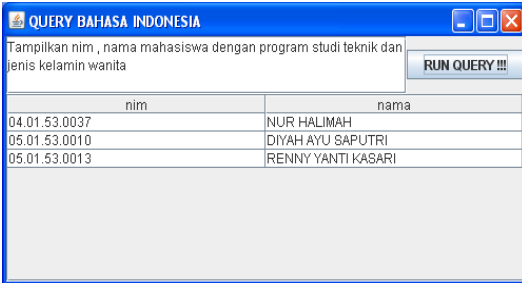 QUERY BAHASA INDONESIA
Tampilkan nim , nama mahasiswa dengan program studi teknik dan
jenis kelamin wanita
RUN QUERY !!!
nim nama
04.01.53.0037 NUR HALIMAH
05.01.53.0010 DIYAH AYU SAPUTRI
05.01.53.0013 RENNY YANTI KASARI